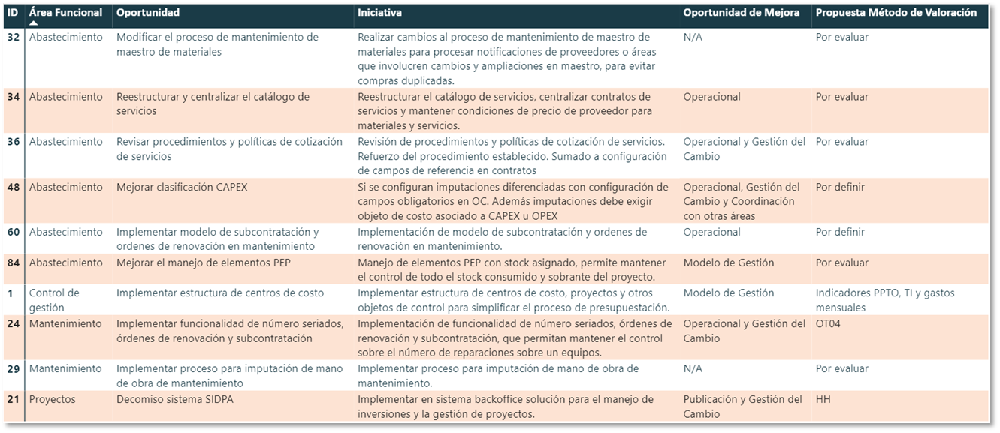 ID Área Funcional Oportunidad Iniciativa Oportunidad de Mejora Propuesta Método de Valoración
32 Abastecimiento Modificar el proceso de mantenimiento de Realizar cambios al proceso de mantenimiento de maestro de N/A Por evaluar
maestro de materiales materiales para procesar notificaciones de proveedores o áreas
que involucren cambios y ampliaciones en maestro, para evitar
compras duplicadas.
34 Abastecimiento Reestructurar y centralizar el catálogo de Reestructurar el catálogo de servicios, centralizar contratos de Operacional Por evaluar
servicios servicios y mantener condiciones de precio de proveedor para
materiales y servicios.
36 Abastecimiento Revisar procedimientos y políticas de cotización Revisión de procedimientos y políticas de cotización de servicios. Operacional y Gestión del Por evaluar
de servicios Refuerzo del procedimiento establecido. Sumado a configuración Cambio
de campos de referencia en contratos
48 Abastecimiento Mejorar clasificación CAPEX Si se configuran imputaciones diferenciadas con configuración de Operacional, Gestión del Por definir
campos obligatorios en OC. Además imputaciones debe exigir Cambio y Coordinación
objeto de costo asociado a CAPEX u OPEX con otras áreas
60 Abastecimiento Implementar modelo de subcontratación y Implementación de modelo de subcontratación y ordenes de Operacional Por definir
ordenes de renovación en mantenimiento renovación en mantenimiento.
84 Abastecimiento Mejorar el manejo de elementos PEP Manejo de elementos PEP con stock asignado, permite mantener Modelo de Gestión Por evaluar
el control de todo el stock consumido y sobrante del proyecto.
1 Control de Implementar estructura de centros de costo Implementar estructura de centros de costo, proyectos y otros Modelo de Gestión Indicadores PPTO, TI y gastos
gestión objetos de control para simplificar el proceso de presupuestación. mensuales
24 Mantenimiento Implementar funcionalidad de número seriados, Implementación de funcionalidad de número seriados, órdenes de Operacional y Gestión del OT04
órdenes de renovación y subcontratación renovación y subcontratación, que permitan mantener el control Cambio
sobre el número de reparaciones sobre un equipos.
29 Mantenimiento Implementar proceso para imputación de mano Implementar proceso para imputación de mano de obra de N/A Por evaluar
de obra de mantenimiento mantenimiento.
21 Proyectos Decomiso sistema SIDPA Implementar en sistema backoffice solución para el manejo de Publicación y Gestión del HH
inversiones y la gestión de proyectos. Cambio